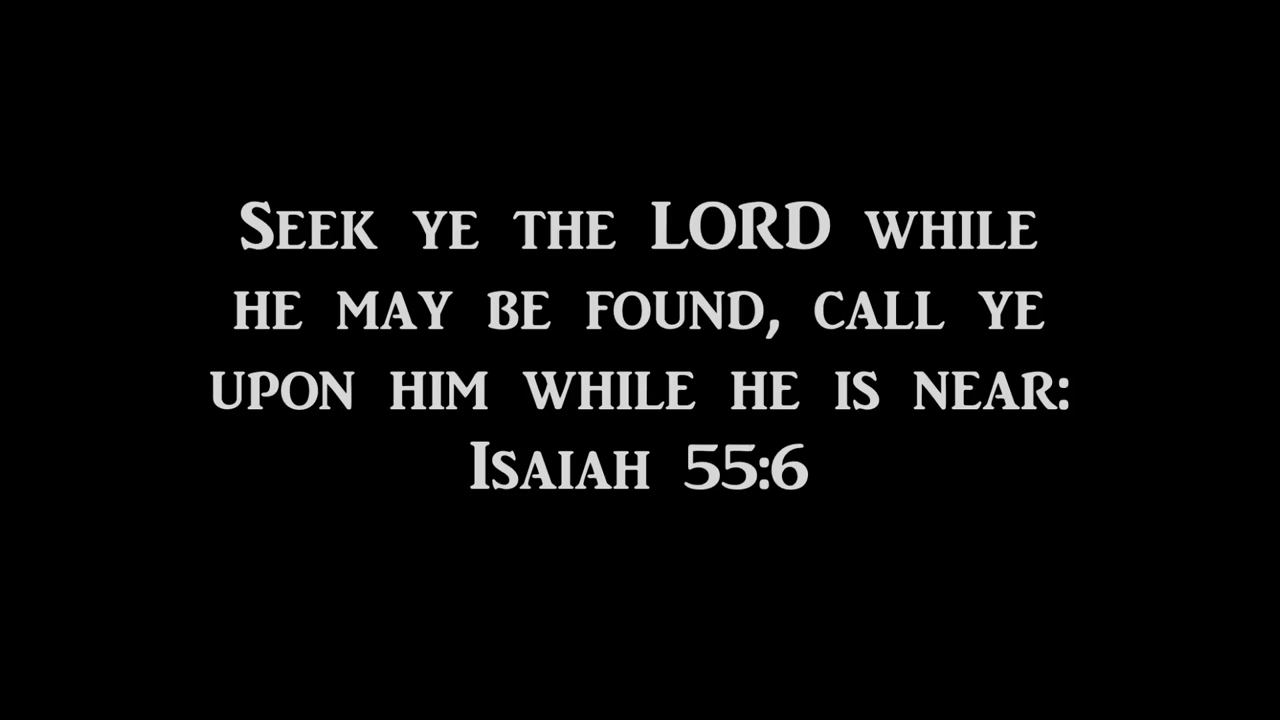 Seek ye the LORD while
he may be found, call ye
upon him while he is near:
Isaiah 55:6